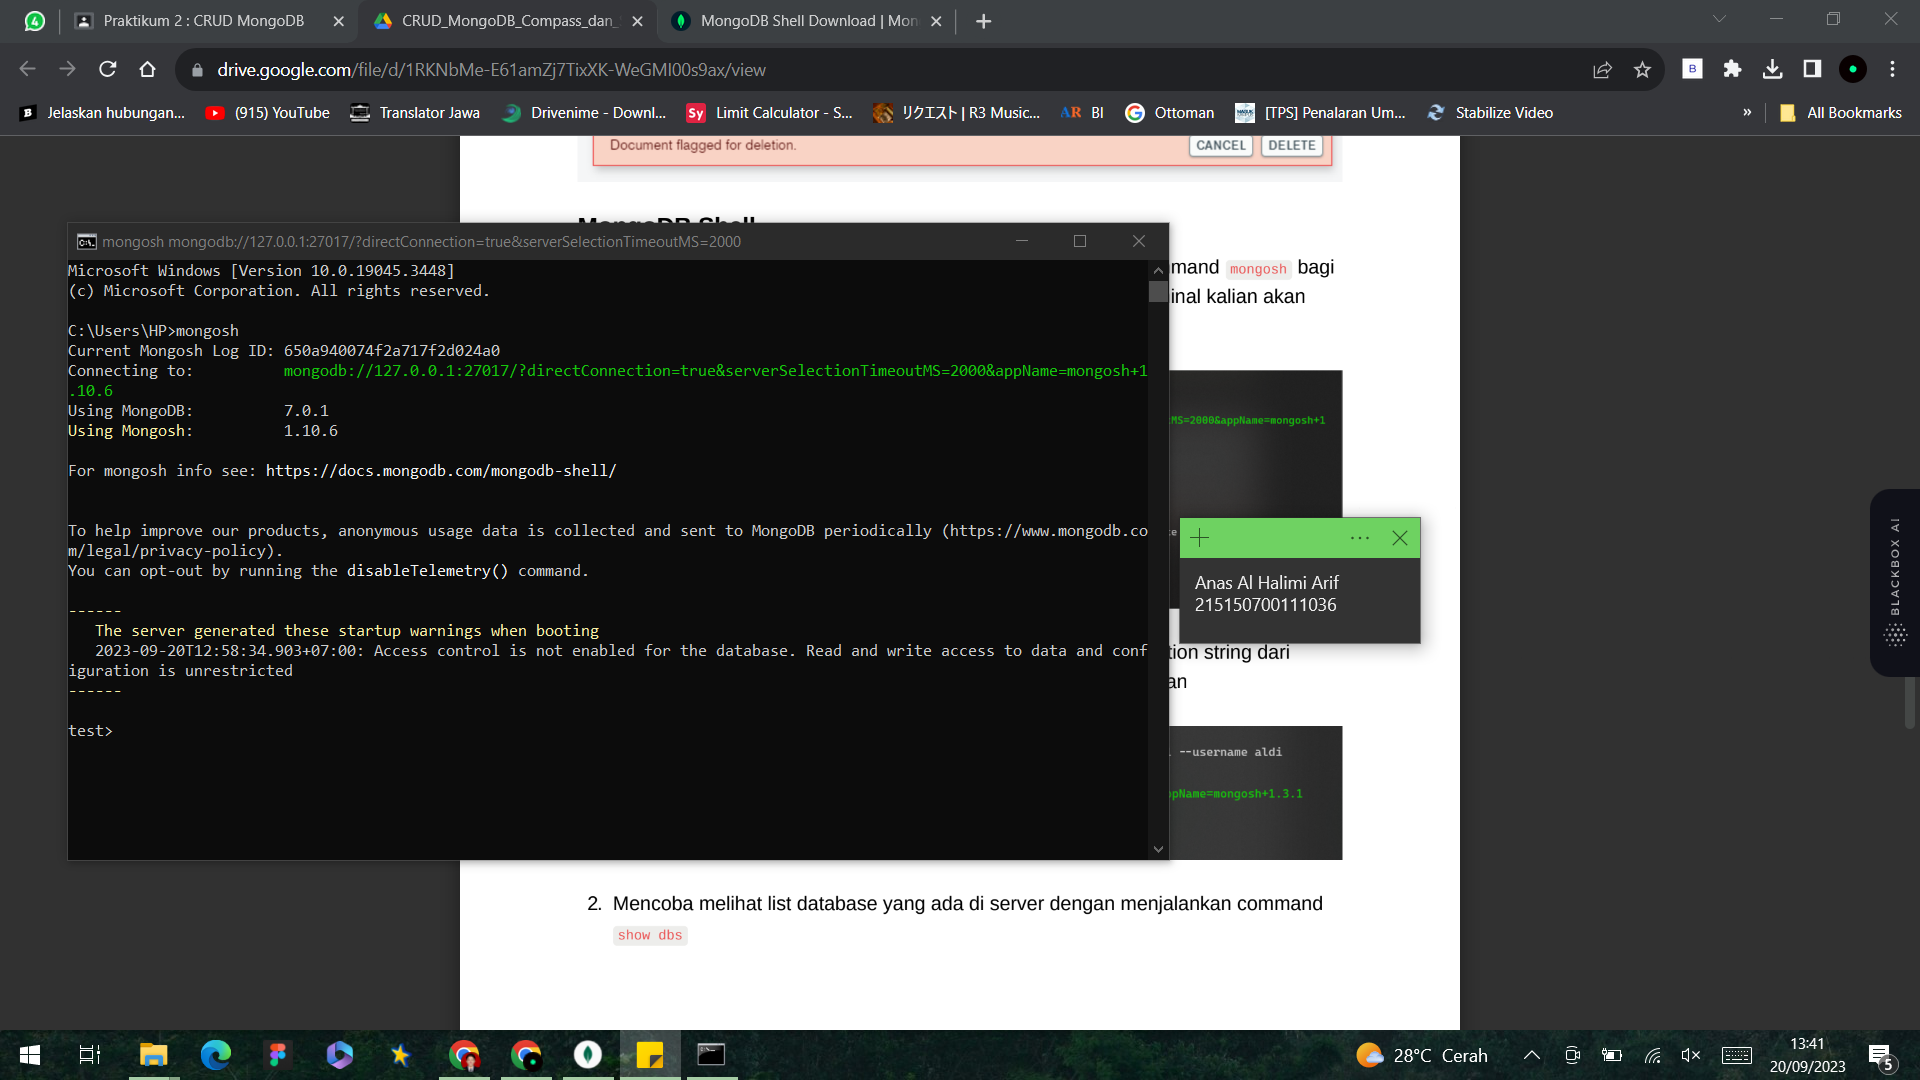 Praktikum 2 : CRUD MongoDB
CRUD_MongoDB_Compass_dan_
MongoDB Shell Download | Mon
drive.google.com/file/d/1RKNbMe-E61amZj7TixXK-WeGMI00s9ax/view
Jelaskan hubungan...
(915) YouTube
Translator Jawa
Drivenime - Downl...
Sy Limit Calculator - S...
リクエスト | R3 Music...
AR BI
Ottoman
[TPS] Penalaran Um...
Stabilize Video
»
All Bookmarks
Document flagged for deletion.
CANCEL
DELETE
MongoDB Shell
mongosh mongodb://127.0.0.1:27017/?directConnection=true&serverSelectionTimeoutMS=2000
Microsoft Windows [Version 10.0.19045.3448]
(c) Microsoft Corporation. All rights reserved.
C:\Users\HP>mongosh
Current Mongosh Log ID: 650a940074f2a717f2d024a0
Connecting to: mongodb://127.0.0.1:27017/?directConnection=true&serverSelectionTimeoutMS=2000&appName=mongosh+1
.10.6
Using MongoDB: 7.0.1
Using Mongosh: 1.10.6
For mongosh info see: https://docs.mongodb.com/mongodb-shell/
To help improve our products, anonymous usage data is collected and sent to MongoDB periodically (https://www.mongodb.co
m/legal/privacy-policy).
You can opt-out by running the disableTelemetry() command.
------
The server generated these startup warnings when booting
2023-09-20T12:58:34.903+07:00: Access control is not enabled for the database. Read and write access to data and conf
iguration is unrestricted
------
test>
mand mongosh bagi
inal kalian akan
MS=2000&appName=mongosh+1
Anas Al Halimi Arif
215150700111036
tion string dari
an
--username aldi
pName=mongosh+1.3.1
BLACKBOX AI
2. Mencoba melihat list database yang ada di server dengan menjalankan command
show dbs
28°C Cerah
13:41
20/09/2023
5